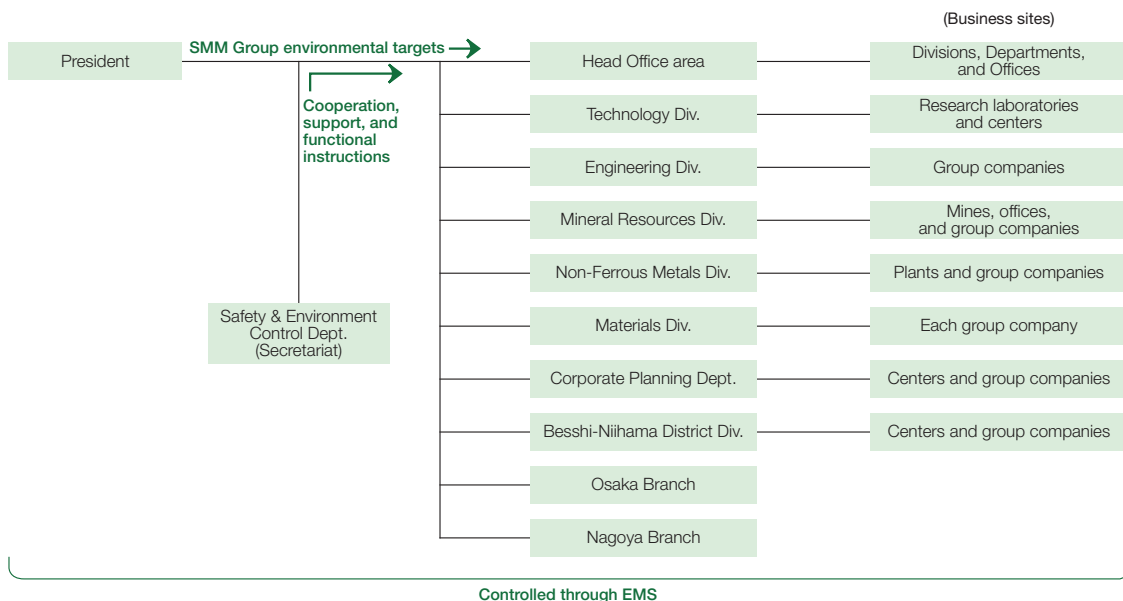 (Business sites)
SMM Group environmental targets
President
Head Office area
Divisions, Departments,
and Offices
Cooperation,
support, and
functional
instructions
Technology Div.
Research laboratories
and centers
Engineering Div.
Group companies
Mineral Resources Div.
Mines, offices,
and group companies
Non-Ferrous Metals Div.
Plants and group companies
Safety & Environment
Control Dept.
(Secretariat)
Materials Div.
Each group company
Corporate Planning Dept.
Centers and group companies
Besshi-Niihama District Div.
Centers and group companies
Osaka Branch
Nagoya Branch
Controlled through EMS